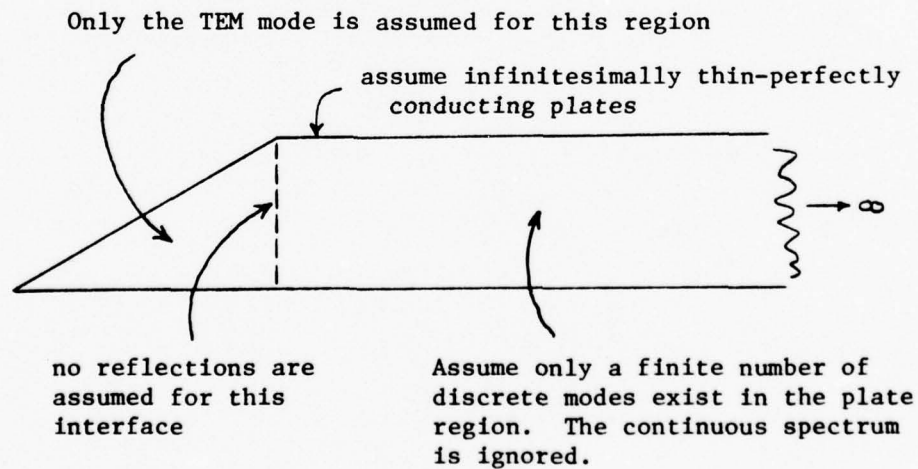 Only the TEM mode is assumed for this region
assume infinitesimally thin-perfectly
conducting plates
∞
no reflections are
assumed for this
interface
Assume only a finite number of
discrete modes exist in the plate
region. The continuous spectrum
is ignored.